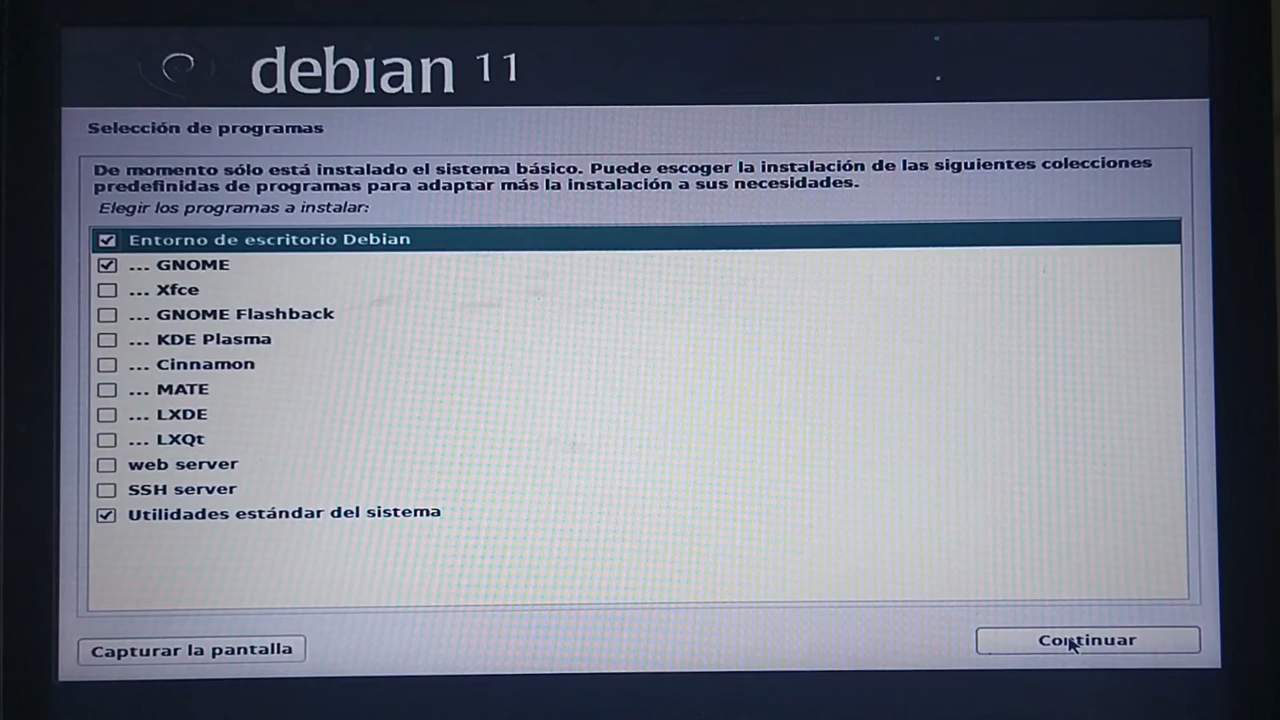 debian 11
Selección de programas
De momento sólo está instalado el sistema básico. Puede escoger la instalación de las siguientes colecciones
predefinidas de programas para adaptar más la instalación a sus necesidades.
Elegir los programas a instalar:
Entorno de escritorio Debian
... GNOME
... Xfce
... GNOME Flashback
... KDE Plasma
... Cinnamon
... MATE
... LXDE
... LXQt
web server
SSH server
Utilidades estándar del sistema
Capturar la pantalla
Continuar